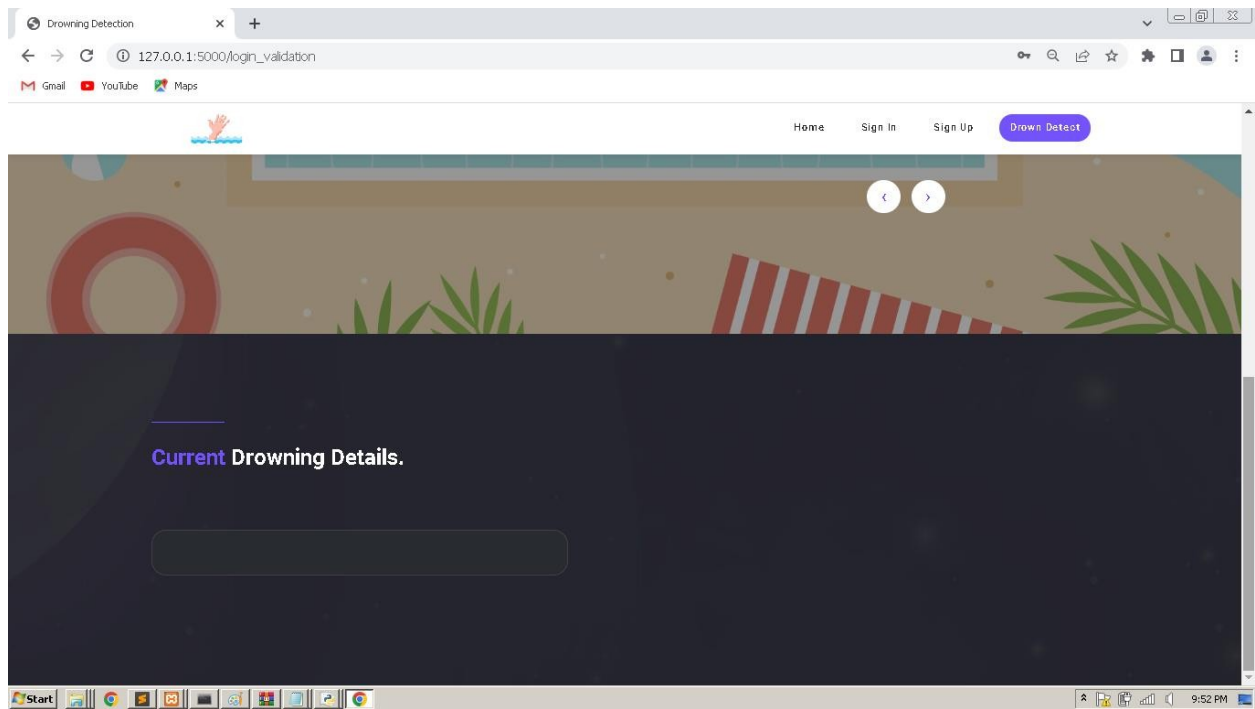 Drowning Detection
127.0.0.1:5000/login_validation
Gmail YouTube Maps
Home Sign In Sign Up Drown Detect
Current Drowning Details.
Start 9:52 PM